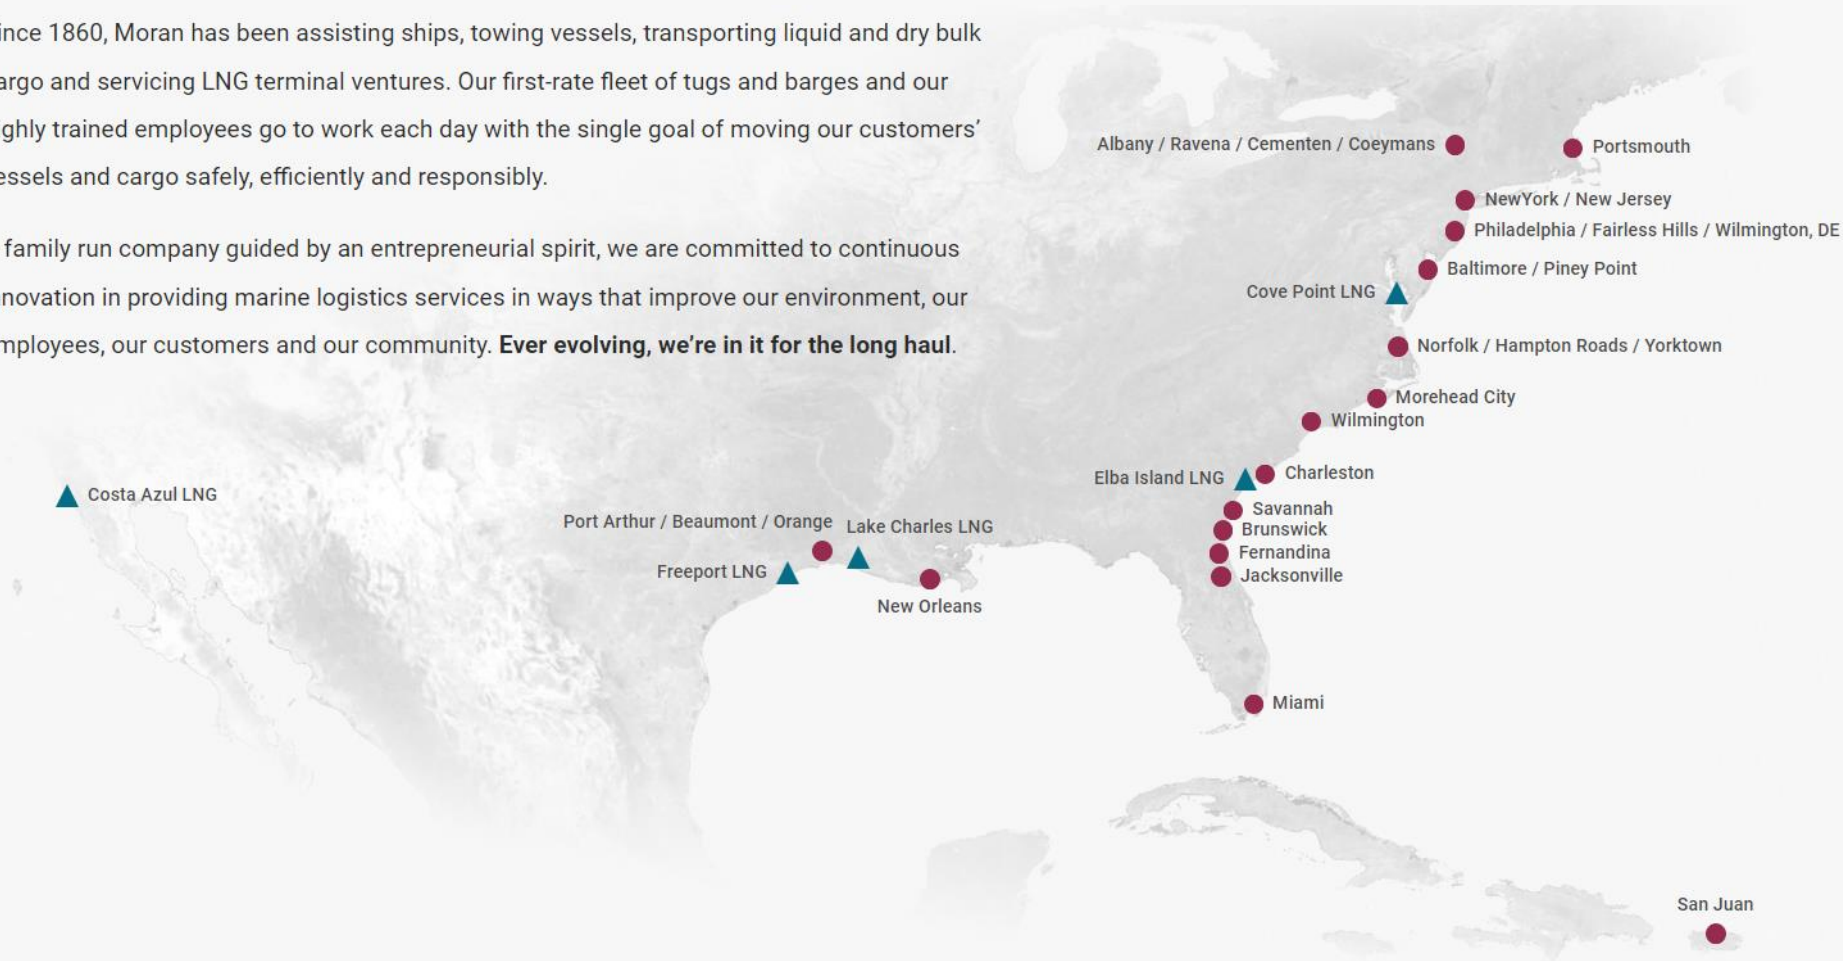 ince 1860, Moran has been assisting ships, towing vessels, transporting liquid and dry bulk
argo and servicing LNG terminal ventures. Our first-rate fleet of tugs and barges and our
ghly trained employees go to work each day with the single goal of moving our customers’
essels and cargo safely, efficiently and responsibly.
family run company guided by an entrepreneurial spirit, we are committed to continuous
novation in providing marine logistics services in ways that improve our environment, our
mployees, our customers and our community. Ever evolving, we’re in it for the long haul.
Albany / Ravena / Cementen / Coeymans
Portsmouth
NewYork / New Jersey
Philadelphia / Fairless Hills / Wilmington, DE
Baltimore / Piney Point
Cove Point LNG
Norfolk / Hampton Roads / Yorktown
Morehead City
Wilmington
Charleston
Elba Island LNG
Costa Azul LNG
Savannah
Port Arthur / Beaumont / Orange
Lake Charles LNG
Brunswick
Fernandina
Freeport LNG
Jacksonville
New Orleans
Miami
San Juan